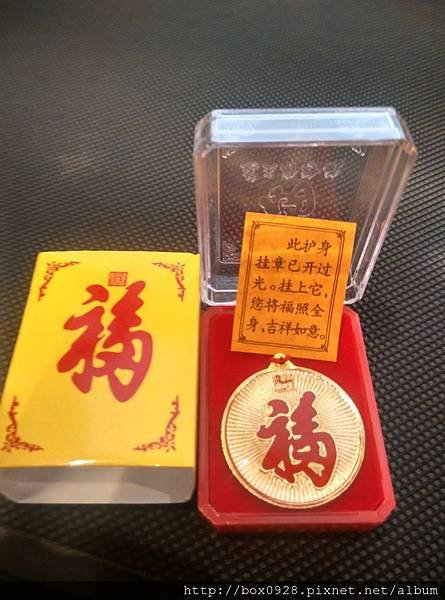 此护身
挂章已开过
光。挂上它，
您将福照全
身，吉祥如意。
福
福
http://box0928.pixnet.net/album